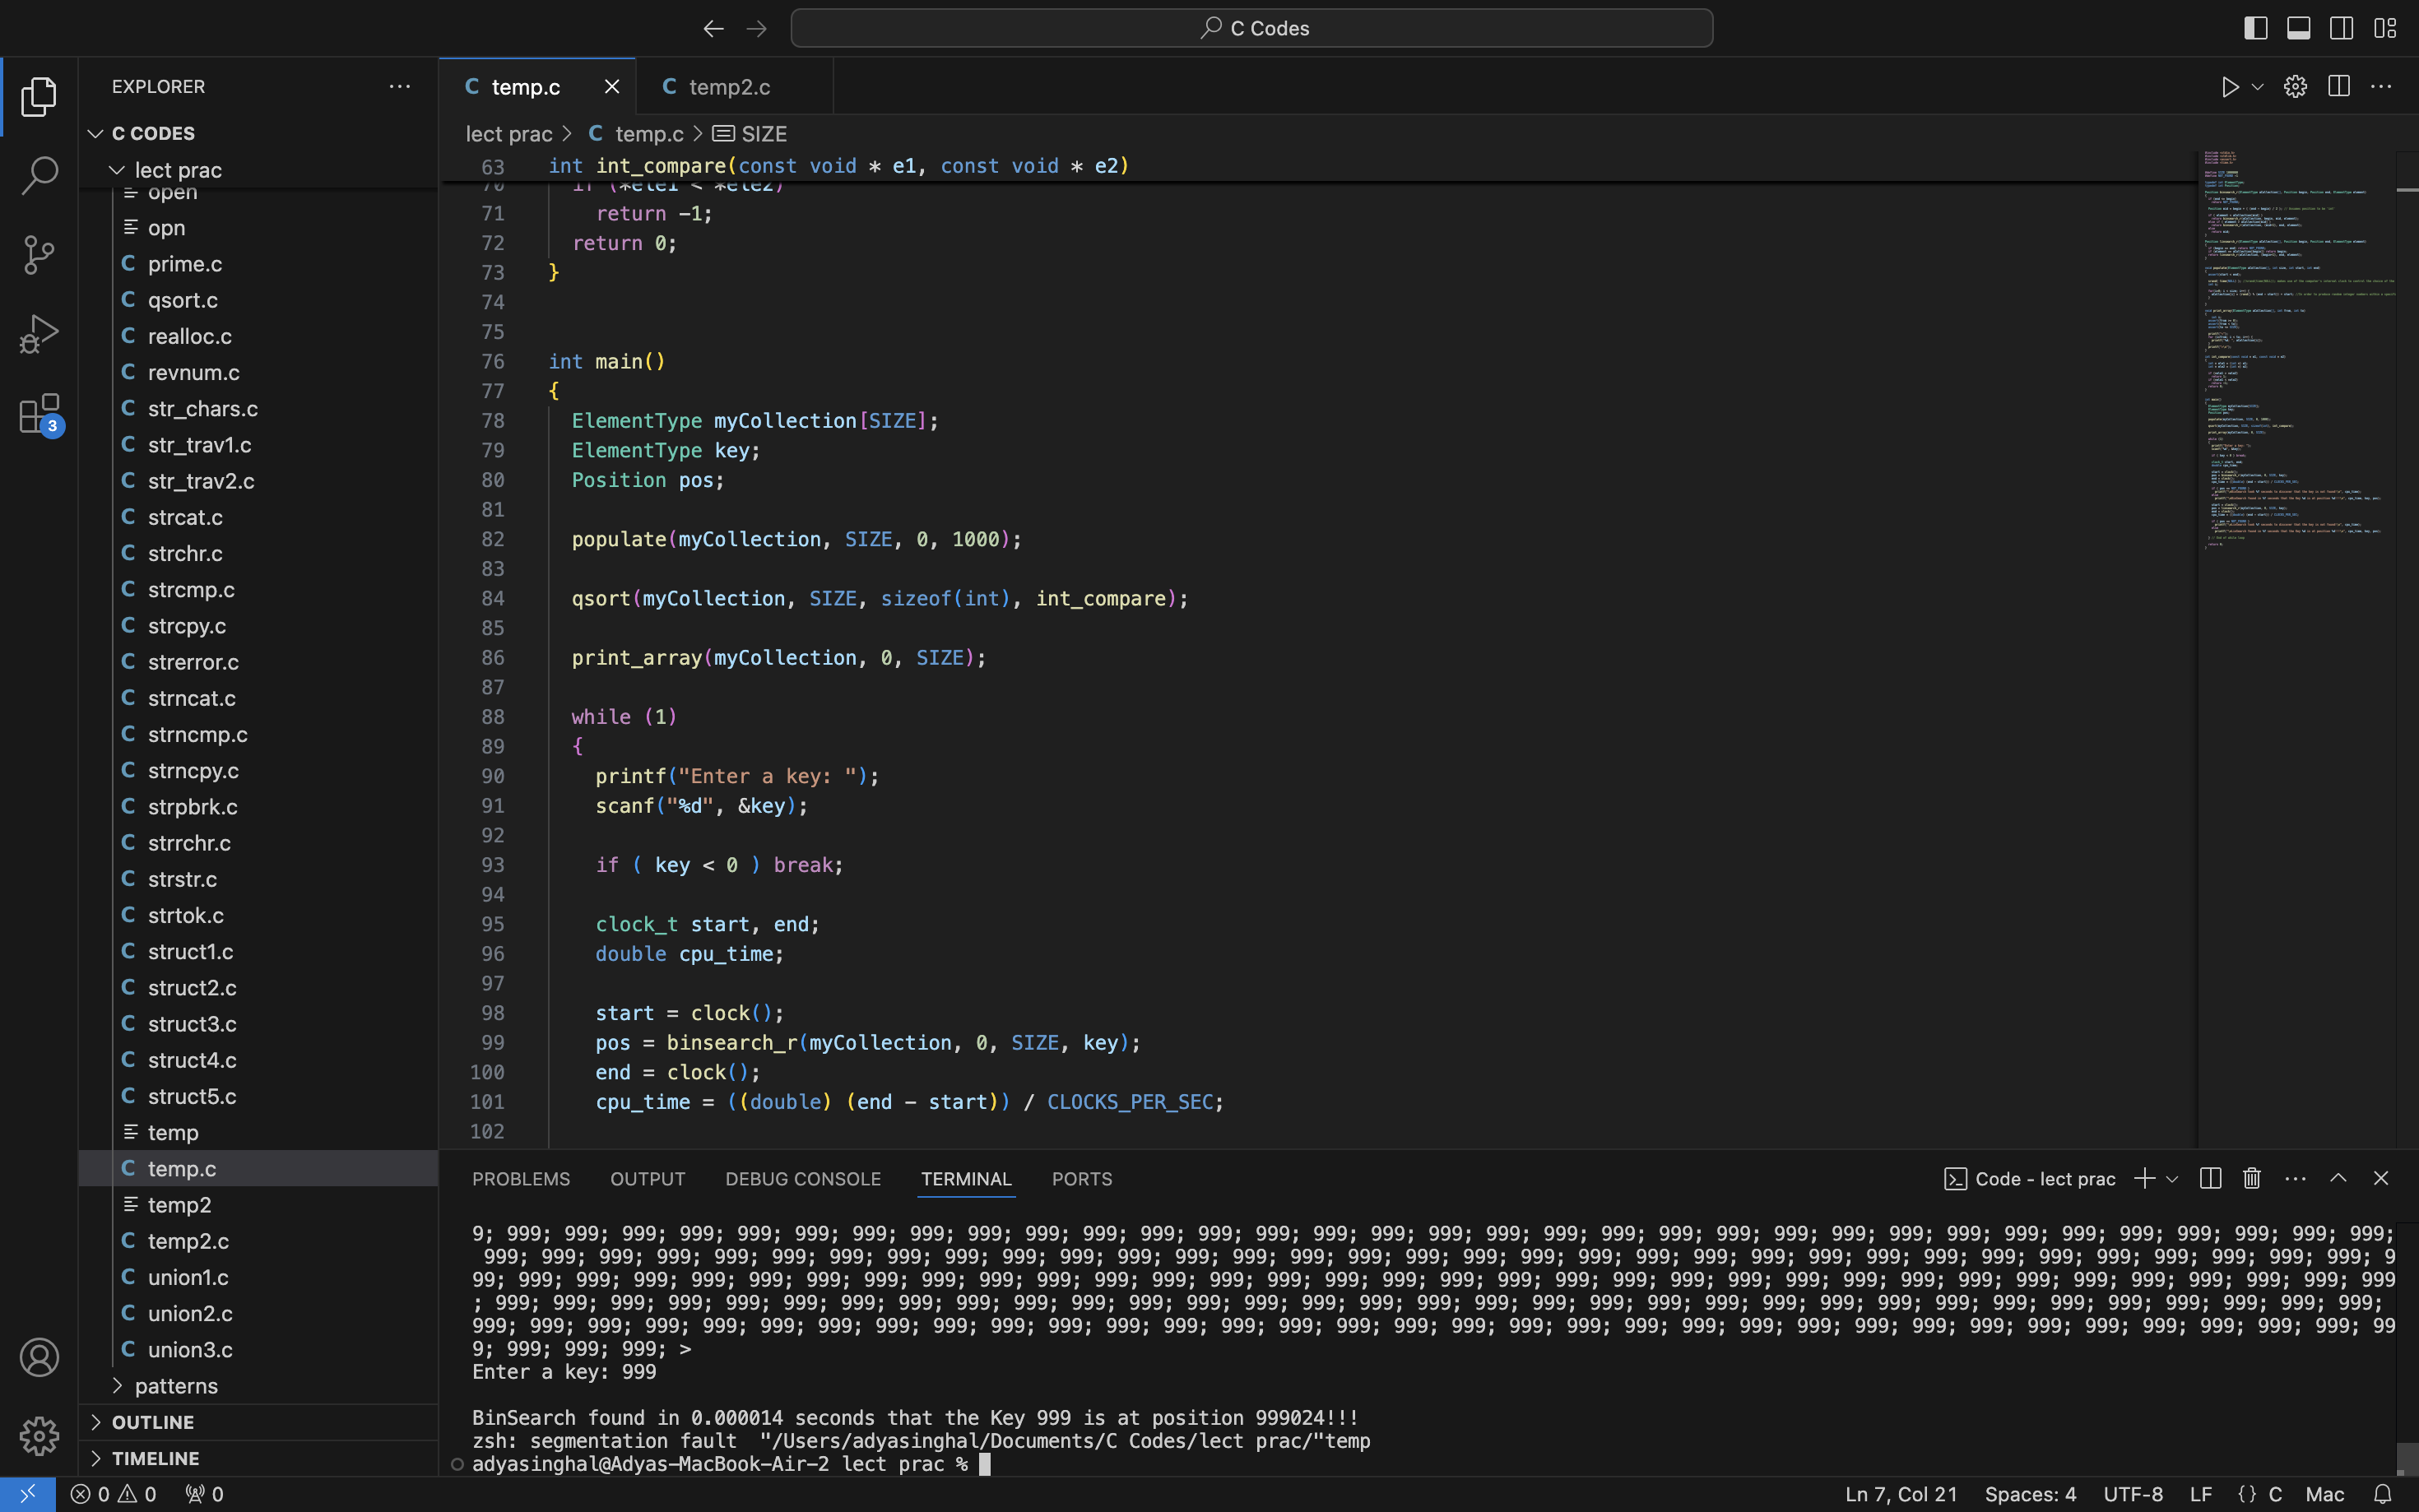 C Codes
EXPLORER
C CODES
lect prac
open
opn
C prime.c
C qsort.c
C realloc.c
C revnum.c
C str_chars.c
C str_trav1.c
C str_trav2.c
C strcat.c
C strchr.c
C strcmp.c
C strcpy.c
C strerror.c
C strncat.c
C strncmp.c
C strncpy.c
C strpbrk.c
C strrchr.c
C strstr.c
C strtok.c
C struct1.c
C struct2.c
C struct3.c
C struct4.c
C struct5.c
temp
C temp.c
temp2
C temp2.c
C union1.c
C union2.c
C union3.c
patterns
OUTLINE
TIMELINE
3
C temp.c
C temp2.c
lect prac > C temp.c > SIZE
63 int int_compare(const void * e1, const void * e2)
70 if (*ele1 < *ele2)
71 return -1;
72 return 0;
73 }
74
75
76 int main()
77 {
78 ElementType myCollection[SIZE];
79 ElementType key;
80 Position pos;
81
82 populate(myCollection, SIZE, 0, 1000);
83
84 qsort(myCollection, SIZE, sizeof(int), int_compare);
85
86 print_array(myCollection, 0, SIZE);
87
88 while (1)
89 {
90 printf("Enter a key: ");
91 scanf("%d", &key);
92
93 if ( key < 0 ) break;
94
95 clock_t start, end;
96 double cpu_time;
97
98 start = clock();
99 pos = binsearch_r(myCollection, 0, SIZE, key);
100 end = clock();
101 cpu_time = ((double) (end - start)) / CLOCKS_PER_SEC;
102
PROBLEMS OUTPUT DEBUG CONSOLE TERMINAL PORTS
Code - lect prac
9; 999; 999; 999; 999; 999; 999; 999; 999; 999; 999; 999; 999; 999; 999; 999; 999; 999; 999; 999; 999; 999; 999; 999; 999; 999; 999; 999; 999; 999; 999; 999; 999; 999;
999; 999; 999; 999; 999; 999; 999; 999; 999; 999; 999; 999; 999; 999; 999; 999; 999; 999; 999; 999; 999; 999; 999; 999; 999; 999; 999; 999; 999; 999; 999; 999; 999; 9
99; 999; 999; 999; 999; 999; 999; 999; 999; 999; 999; 999; 999; 999; 999; 999; 999; 999; 999; 999; 999; 999; 999; 999; 999; 999; 999; 999; 999; 999; 999; 999; 999; 999
; 999; 999; 999; 999; 999; 999; 999; 999; 999; 999; 999; 999; 999; 999; 999; 999; 999; 999; 999; 999; 999; 999; 999; 999; 999; 999; 999; 999; 999; 999; 999; 999; 999;
999; 999; 999; 999; 999; 999; 999; 999; 999; 999; 999; 999; 999; 999; 999; 999; 999; 999; 999; 999; 999; 999; 999; 999; 999; 999; 999; 999; 999; 999; 999; 999; 999; 99
9; 999; 999; 999; >
Enter a key: 999
BinSearch found in 0.000014 seconds that the Key 999 is at position 999024!!!
zsh: segmentation fault "/Users/adyasinghal/Documents/C Codes/lect prac/"temp
adyasinghal@Adyas-MacBook-Air-2 lect prac %
0 0 0
Ln 7, Col 21 Spaces: 4 UTF-8 LF {} C Mac